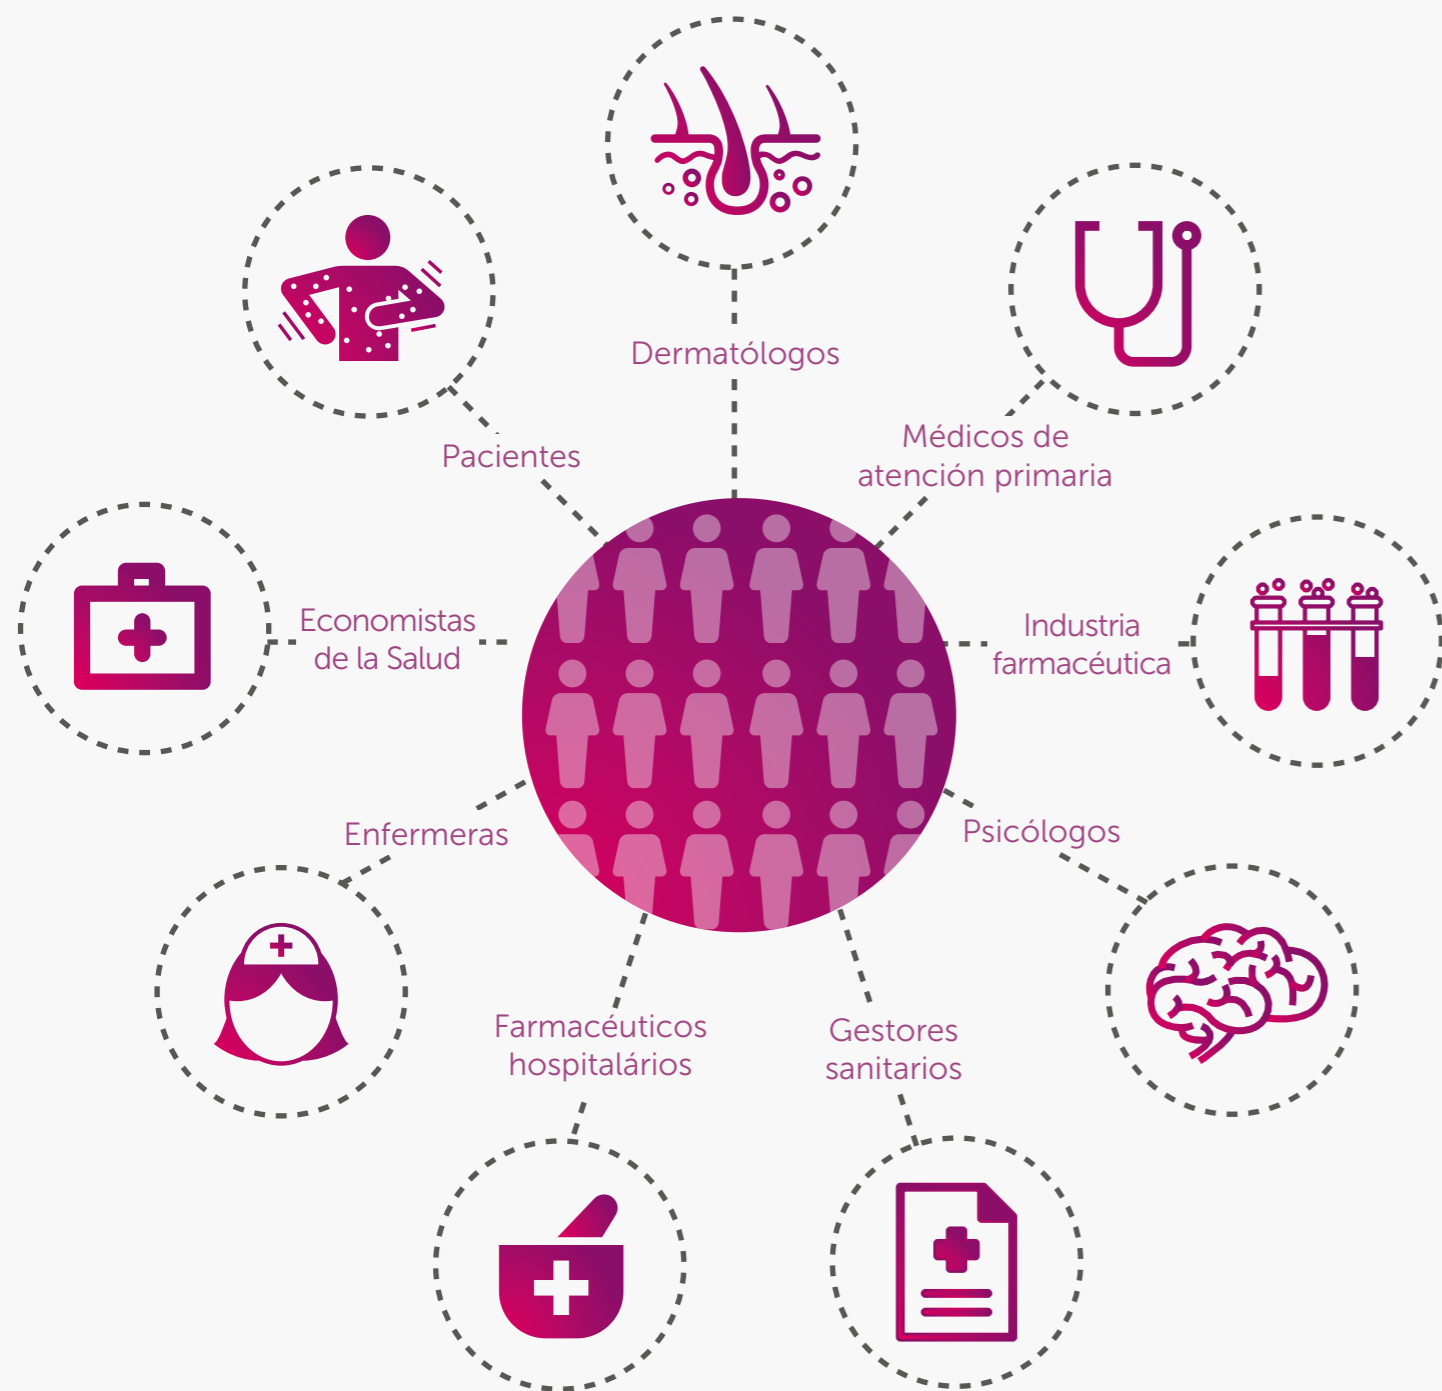 Dermatólogos
Médicos de
atención primaria
Pacientes
Economistas
de la Salud
Industria
farmacéutica
Enfermeras
Psicólogos
Farmacéuticos
hospitalários
Gestores
sanitarios